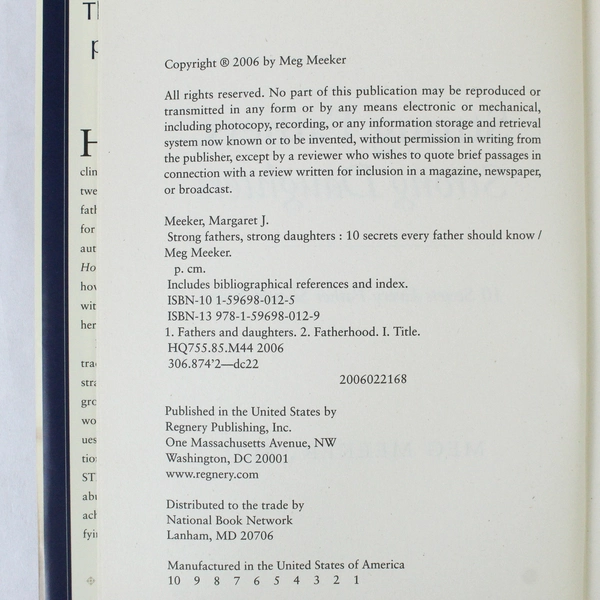 Copyright ® 2006 by Meg Meeker
All rights reserved. No part of this publication may be reproduced or
transmitted in any form or by any means electronic or mechanical,
including photocopy, recording, or any information storage and retrieval
system now known or to be invented, without permission in writing from
the publisher, except by a reviewer who wishes to quote brief passages in
connection with a review written for inclusion in a magazine, newspaper,
or broadcast.
Meeker, Margaret J.
Strong fathers, strong daughters : 10 secrets every father should know /
Meg Meeker.
p. cm.
Includes bibliographical references and index.
ISBN-10 1-59698-012-5
ISBN-13 978-1-59698-012-9
1. Fathers and daughters. 2. Fatherhood. I. Title.
HQ755.85.M44 2006
306.874'2—dc22
2006022168
Published in the United States by
Regnery Publishing, Inc.
One Massachusetts Avenue, NW
Washington, DC 20001
www.regnery.com
Distributed to the trade by
National Book Network
Lanham, MD 20706
Manufactured in the United States of America
10 9 8 7 6 5 4 3 2 1